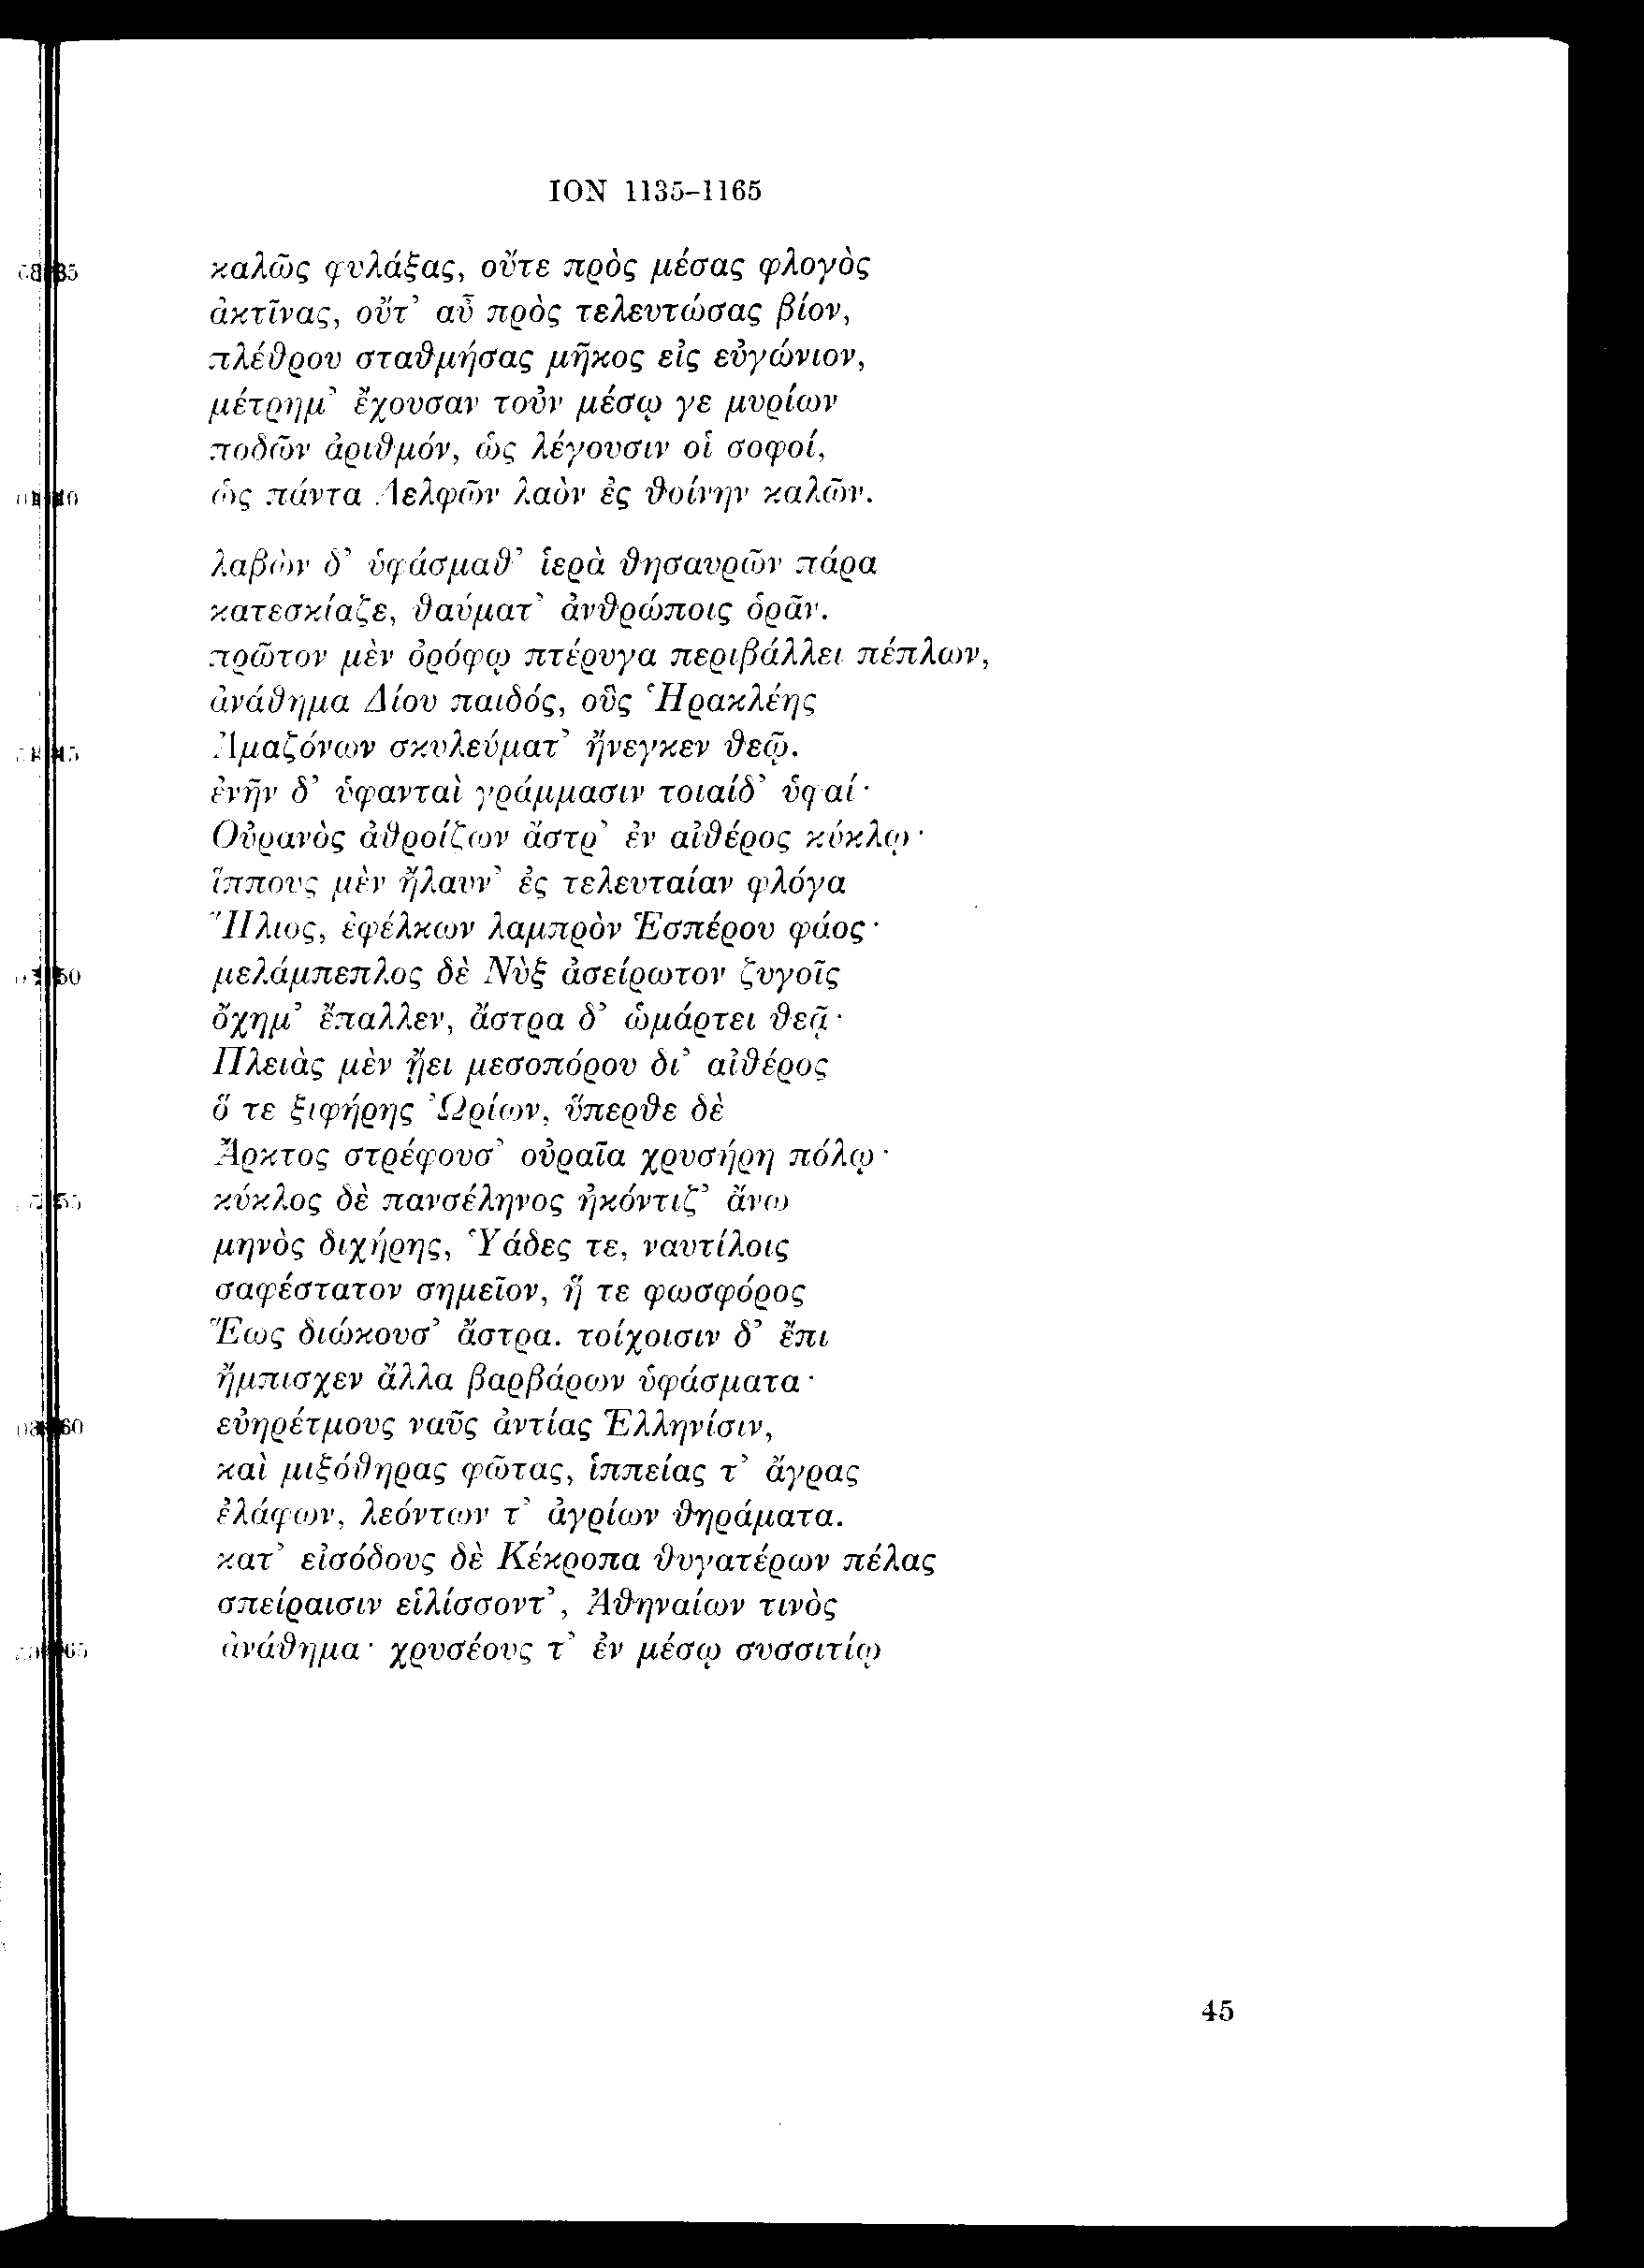 ΙΟΝ 1135–1165
καλῶς φυλάξας, οὔτε πρὸς μέσας φλογὸς
ἀκτῖνας, οὔτ’ αὖ πρὸς τελευτώσας βίον,
πλέθρου σταθμήσας μῆκος εἰς εὐγώνιον,
μέτρημ’ ἔχουσαν τοὖν μέσῳ γε μυρίων
ποδῶν ἀριθμόν, ὡς λέγουσιν οἱ σοφοί,
ὡς πάντα Δελφῶν λαὸν ἐς θοίνην καλῶν.
λαβὼν δ’ ὑφάσμαθ’ ἱερὰ θησαυρῶν πάρα
κατεσκίαζε, θαύματ’ ἀνθρώποις ὁρᾶν.
πρῶτον μὲν ὀρόφῳ πτέρυγα περιβάλλει πέπλων,
ἀνάθημα Δίου παιδός, οὓς Ἡρακλέης
Ἀμαζόνων σκυλεύματ’ ἤνεγκεν θεῷ.
ἐνῆν δ’ ὑφανταὶ γράμμασιν τοιαίδ’ ὑφαί·
Οὐρανὸς ἀθροίζων ἄστρ’ ἐν αἰθέρος κύκλῳ·
ἵππους μὲν ἤλαυν’ ἐς τελευταίαν φλόγα
Ἥλιος, ἐφέλκων λαμπρὸν Ἑσπέρου φάος·
50 μελάμπεπλος δὲ Νὺξ ἀσείρωτον ζυγοῖς
ὄχημ’ ἔπαλλεν, ἄστρα δ’ ὡμάρτει θεᾷ·
Πλειὰς μὲν ᾔει μεσοπόρου δι’ αἰθέρος
ὅ τε ξιφήρης Ὠρίων, ὕπερθε δὲ
Ἄρκτος στρέφουσ’ οὐραῖα χρυσήρη πόλῳ·
κύκλος δὲ πανσέληνος ἠκόντιζ’ ἄνω
μηνὸς διχήρης, Ὑάδες τε, ναυτίλοις
σαφέστατον σημεῖον, ἥ τε φωσφόρος
Ἕως διώκουσ’ ἄστρα. τοίχοισιν δ’ ἔπι
ἤμπισχεν ἄλλα βαρβάρων ὑφάσματα·
60 εὐηρέτμους ναῦς ἀντίας Ἑλληνίσιν,
καὶ μιξόθηρας φῶτας, ἱππείας τ’ ἄγρας
ἐλάφων, λεόντων τ’ ἀγρίων θηράματα.
κατ’ εἰσόδους δὲ Κέκροπα θυγατέρων πέλας
σπείραισιν εἱλίσσοντ’, Ἀθηναίων τινὸς
ἀνάθημα· χρυσέους τ’ ἐν μέσῳ συσσιτίῳ
45